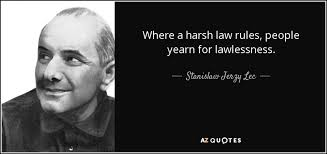 Where a harsh law rules, people
yearn for lawlessness.
Stanislaw Jerzy Lec
AZ QUOTES